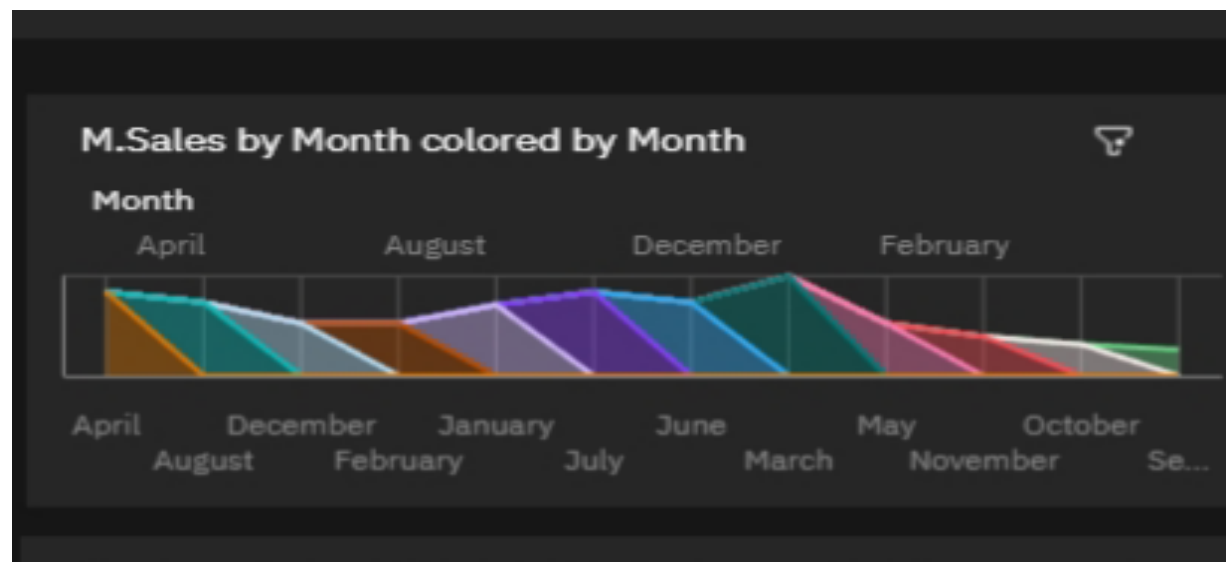 M.Sales by Month colored by Month
Month
April August December February
April December January June May October
August February July March November Se...